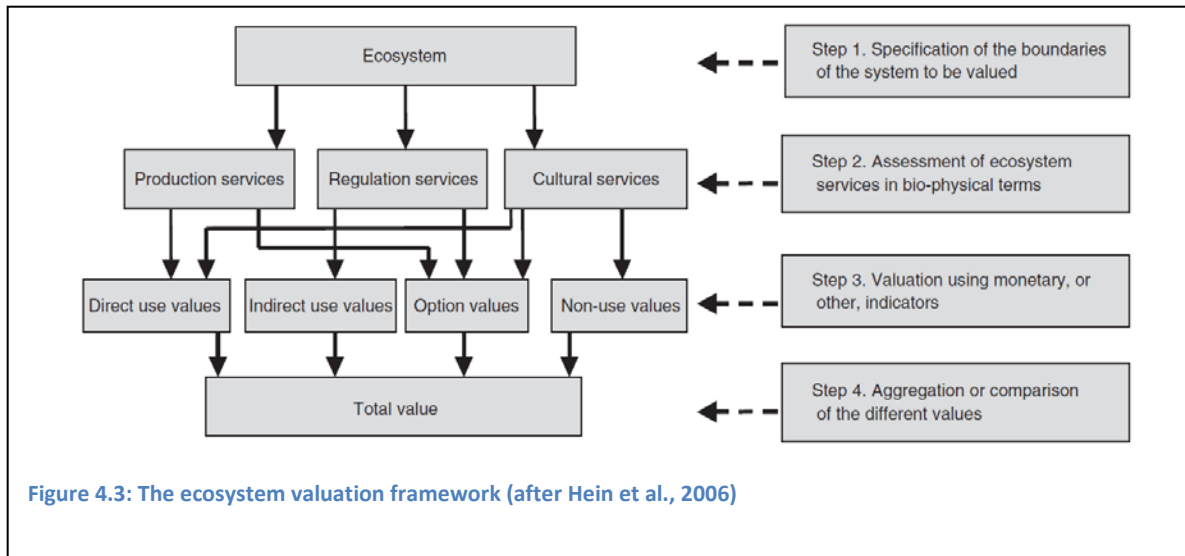 Ecosystem
Step 1. Specification of the boundaries
of the system to be valued
Production services
Regulation services
Cultural services
Step 2. Assessment of ecosystem
services in bio-physical terms
Direct use values
Indirect use values
Option values
Non-use values
Step 3. Valuation using monetary, or
other, indicators
Total value
Step 4. Aggregation or comparison
of the different values
Figure 4.3: The ecosystem valuation framework (after Hein et al., 2006)